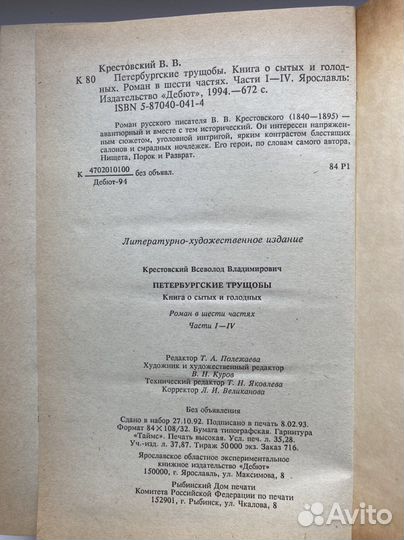 Крестовский В. В.
К 80 Петербургские трущобы. Книга о сытых и голод-
ных. Роман в шести частях. Части I—IV. Ярославль:
Издательство «Дебют», 1994.—672 с.
ISBN 5-87040-041-4
Роман русского писателя В. В. Крестовского (1840—1895) —
авантюрный и вместе с тем исторический. Он интересен напряжен-
ным сюжетом, уголовной интригой, ярким контрастом блестящих
салонов и смрадных ночлежек. Его герои, по словам самого автора,
Нищета, Порок и Разврат.
К 4702010100 без объявл. 84 Р1
Дебют-94
Литературно-художественное издание
Крестовский Всеволод Владимирович
ПЕТЕРБУРГСКИЕ ТРУЩОБЫ
Книга о сытых и голодных
Роман в шести частях
Части I—IV
Редактор Т. А. Полежаева
Художник и художественный редактор
В. Н. Куров
Технический редактор Т. Н. Яковлева
Корректор Л. И. Великанова
Без объявления
Сдано в набор 27.10.92. Подписано в печать 8.02.93.
Формат 84×108/32. Бумага типографская. Гарнитура
«Таймс». Печать высокая. Усл. печ. л. 35,28.
Уч.-изд. л. 37,87. Тираж 50 000 экз. Заказ 716.
Ярославское областное экспериментальное
книжное издательство «Дебют»
150000, г. Ярославль, ул. Максимова, 8
Рыбинский Дом печати
Комитета Российской Федерации по печати
152901, г. Рыбинск, ул. Чкалова, 8
Avito